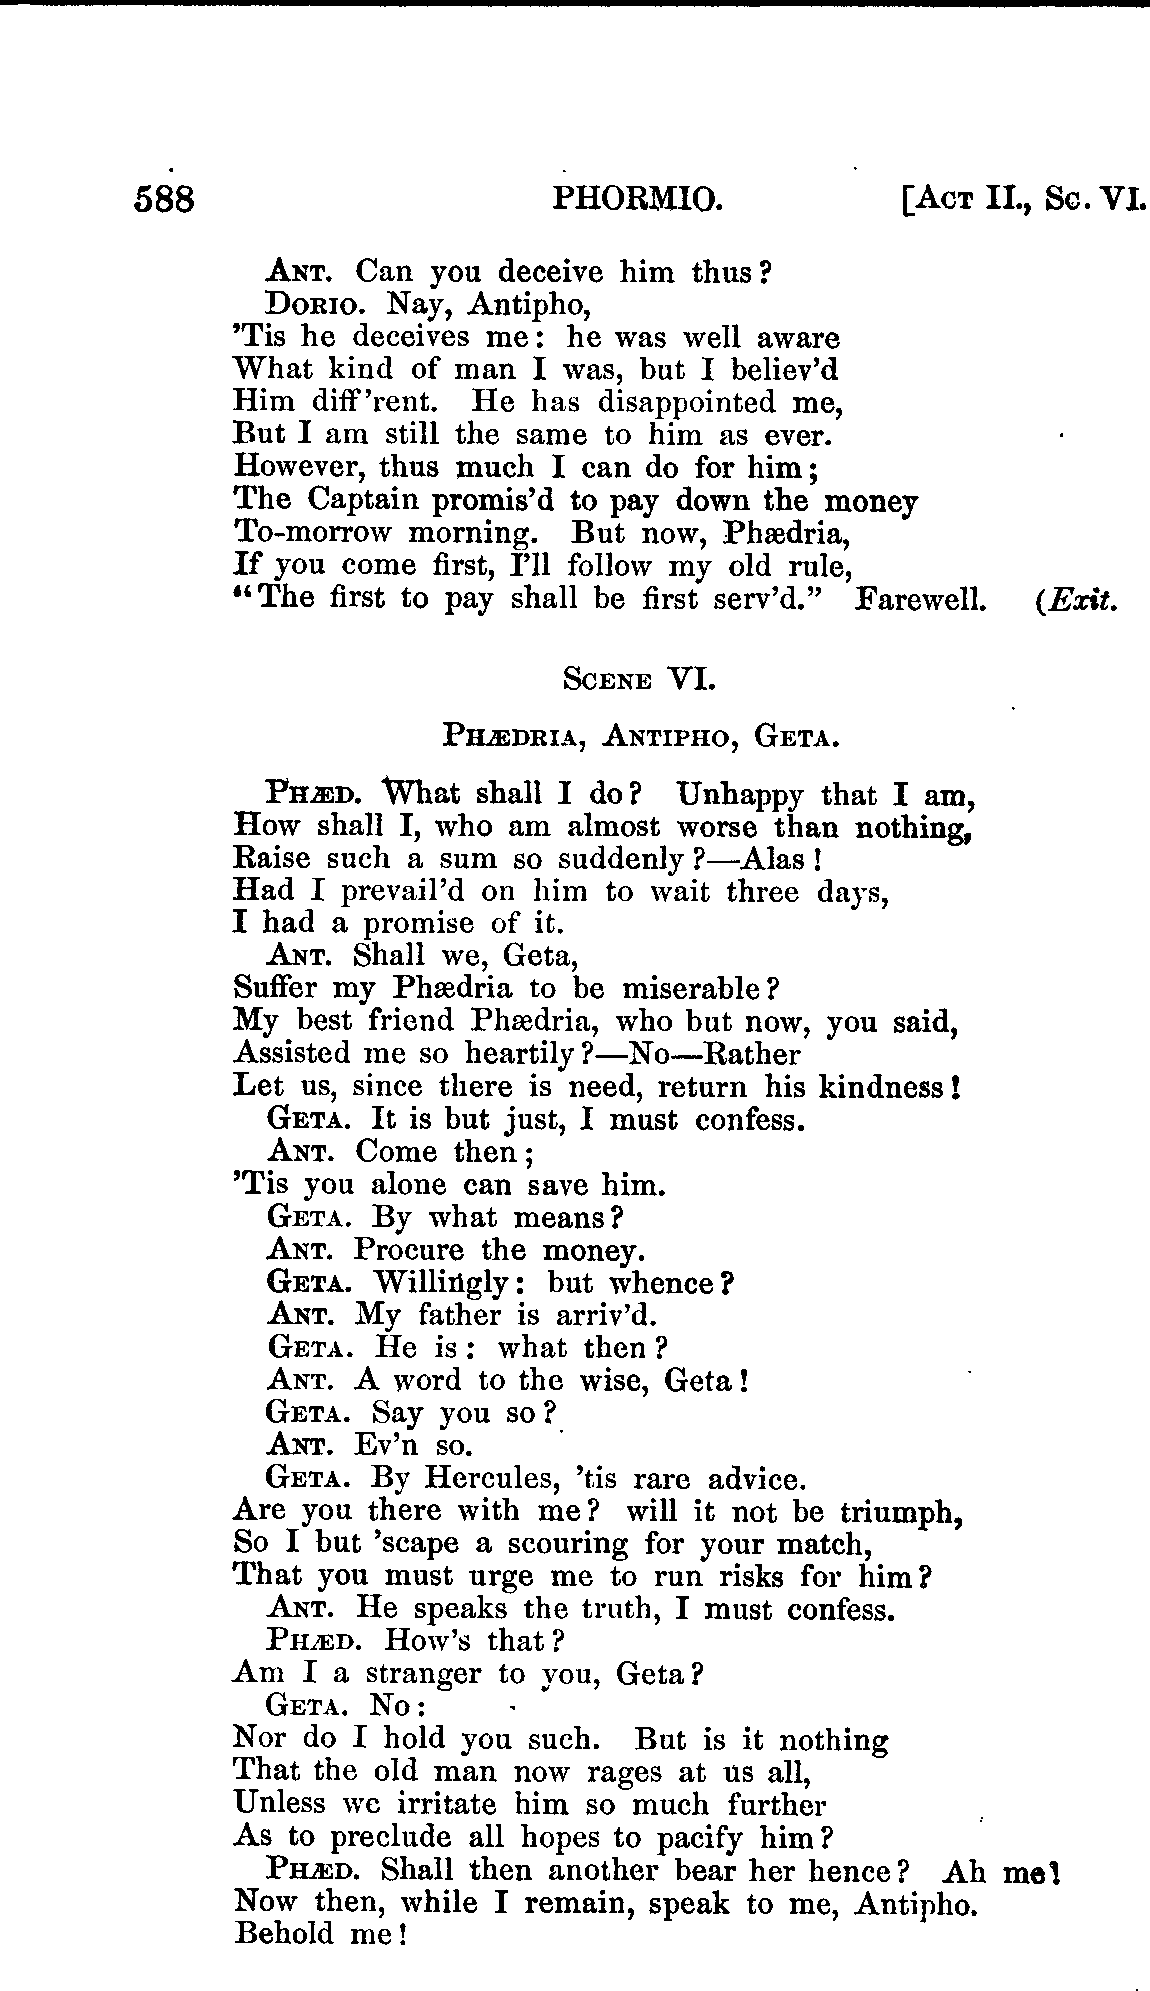 588 PHORMIO. [ACT II., SC. VI.
ANT. Can you deceive him thus?
DORIO. Nay, Antipho,
'Tis he deceives me: he was well aware
What kind of man I was, but I believ'd
Him diff'rent. He has disappointed me,
But I am still the same to him as ever.
However, thus much I can do for him;
The Captain promis'd to pay down the money
To-morrow morning. But now, Phædria,
If you come first, I'll follow my old rule,
"The first to pay shall be first serv'd." Farewell. (Exit.
SCENE VI.
PHÆDRIA, ANTIPHO, GETA.
PHÆD. What shall I do? Unhappy that I am,
How shall I, who am almost worse than nothing,
Raise such a sum so suddenly?—Alas!
Had I prevail'd on him to wait three days,
I had a promise of it.
ANT. Shall we, Geta,
Suffer my Phædria to be miserable?
My best friend Phædria, who but now, you said,
Assisted me so heartily?—No—Rather
Let us, since there is need, return his kindness!
GETA. It is but just, I must confess.
ANT. Come then;
'Tis you alone can save him.
GETA. By what means?
ANT. Procure the money.
GETA. Willingly: but whence?
ANT. My father is arriv'd.
GETA. He is: what then?
ANT. A word to the wise, Geta!
GETA. Say you so?
ANT. Ev'n so.
GETA. By Hercules, 'tis rare advice.
Are you there with me? will it not be triumph,
So I but 'scape a scouring for your match,
That you must urge me to run risks for him?
ANT. He speaks the truth, I must confess.
PHÆD. How's that?
Am I a stranger to you, Geta?
GETA. No:
Nor do I hold you such. But is it nothing
That the old man now rages at us all,
Unless we irritate him so much further
As to preclude all hopes to pacify him?
PHÆD. Shall then another bear her hence? Ah me!
Now then, while I remain, speak to me, Antipho.
Behold me!